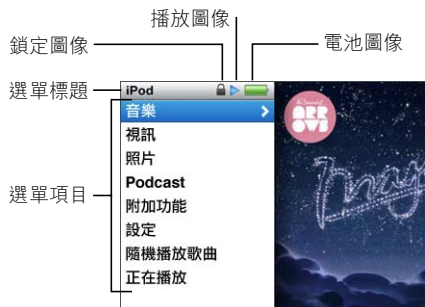 播放圖像
鎖定圖像
電池圖像
選單標題
iPod
音樂
視訊
照片
Podcast
選單項目
附加功能
設定
隨機播放歌曲
正在播放